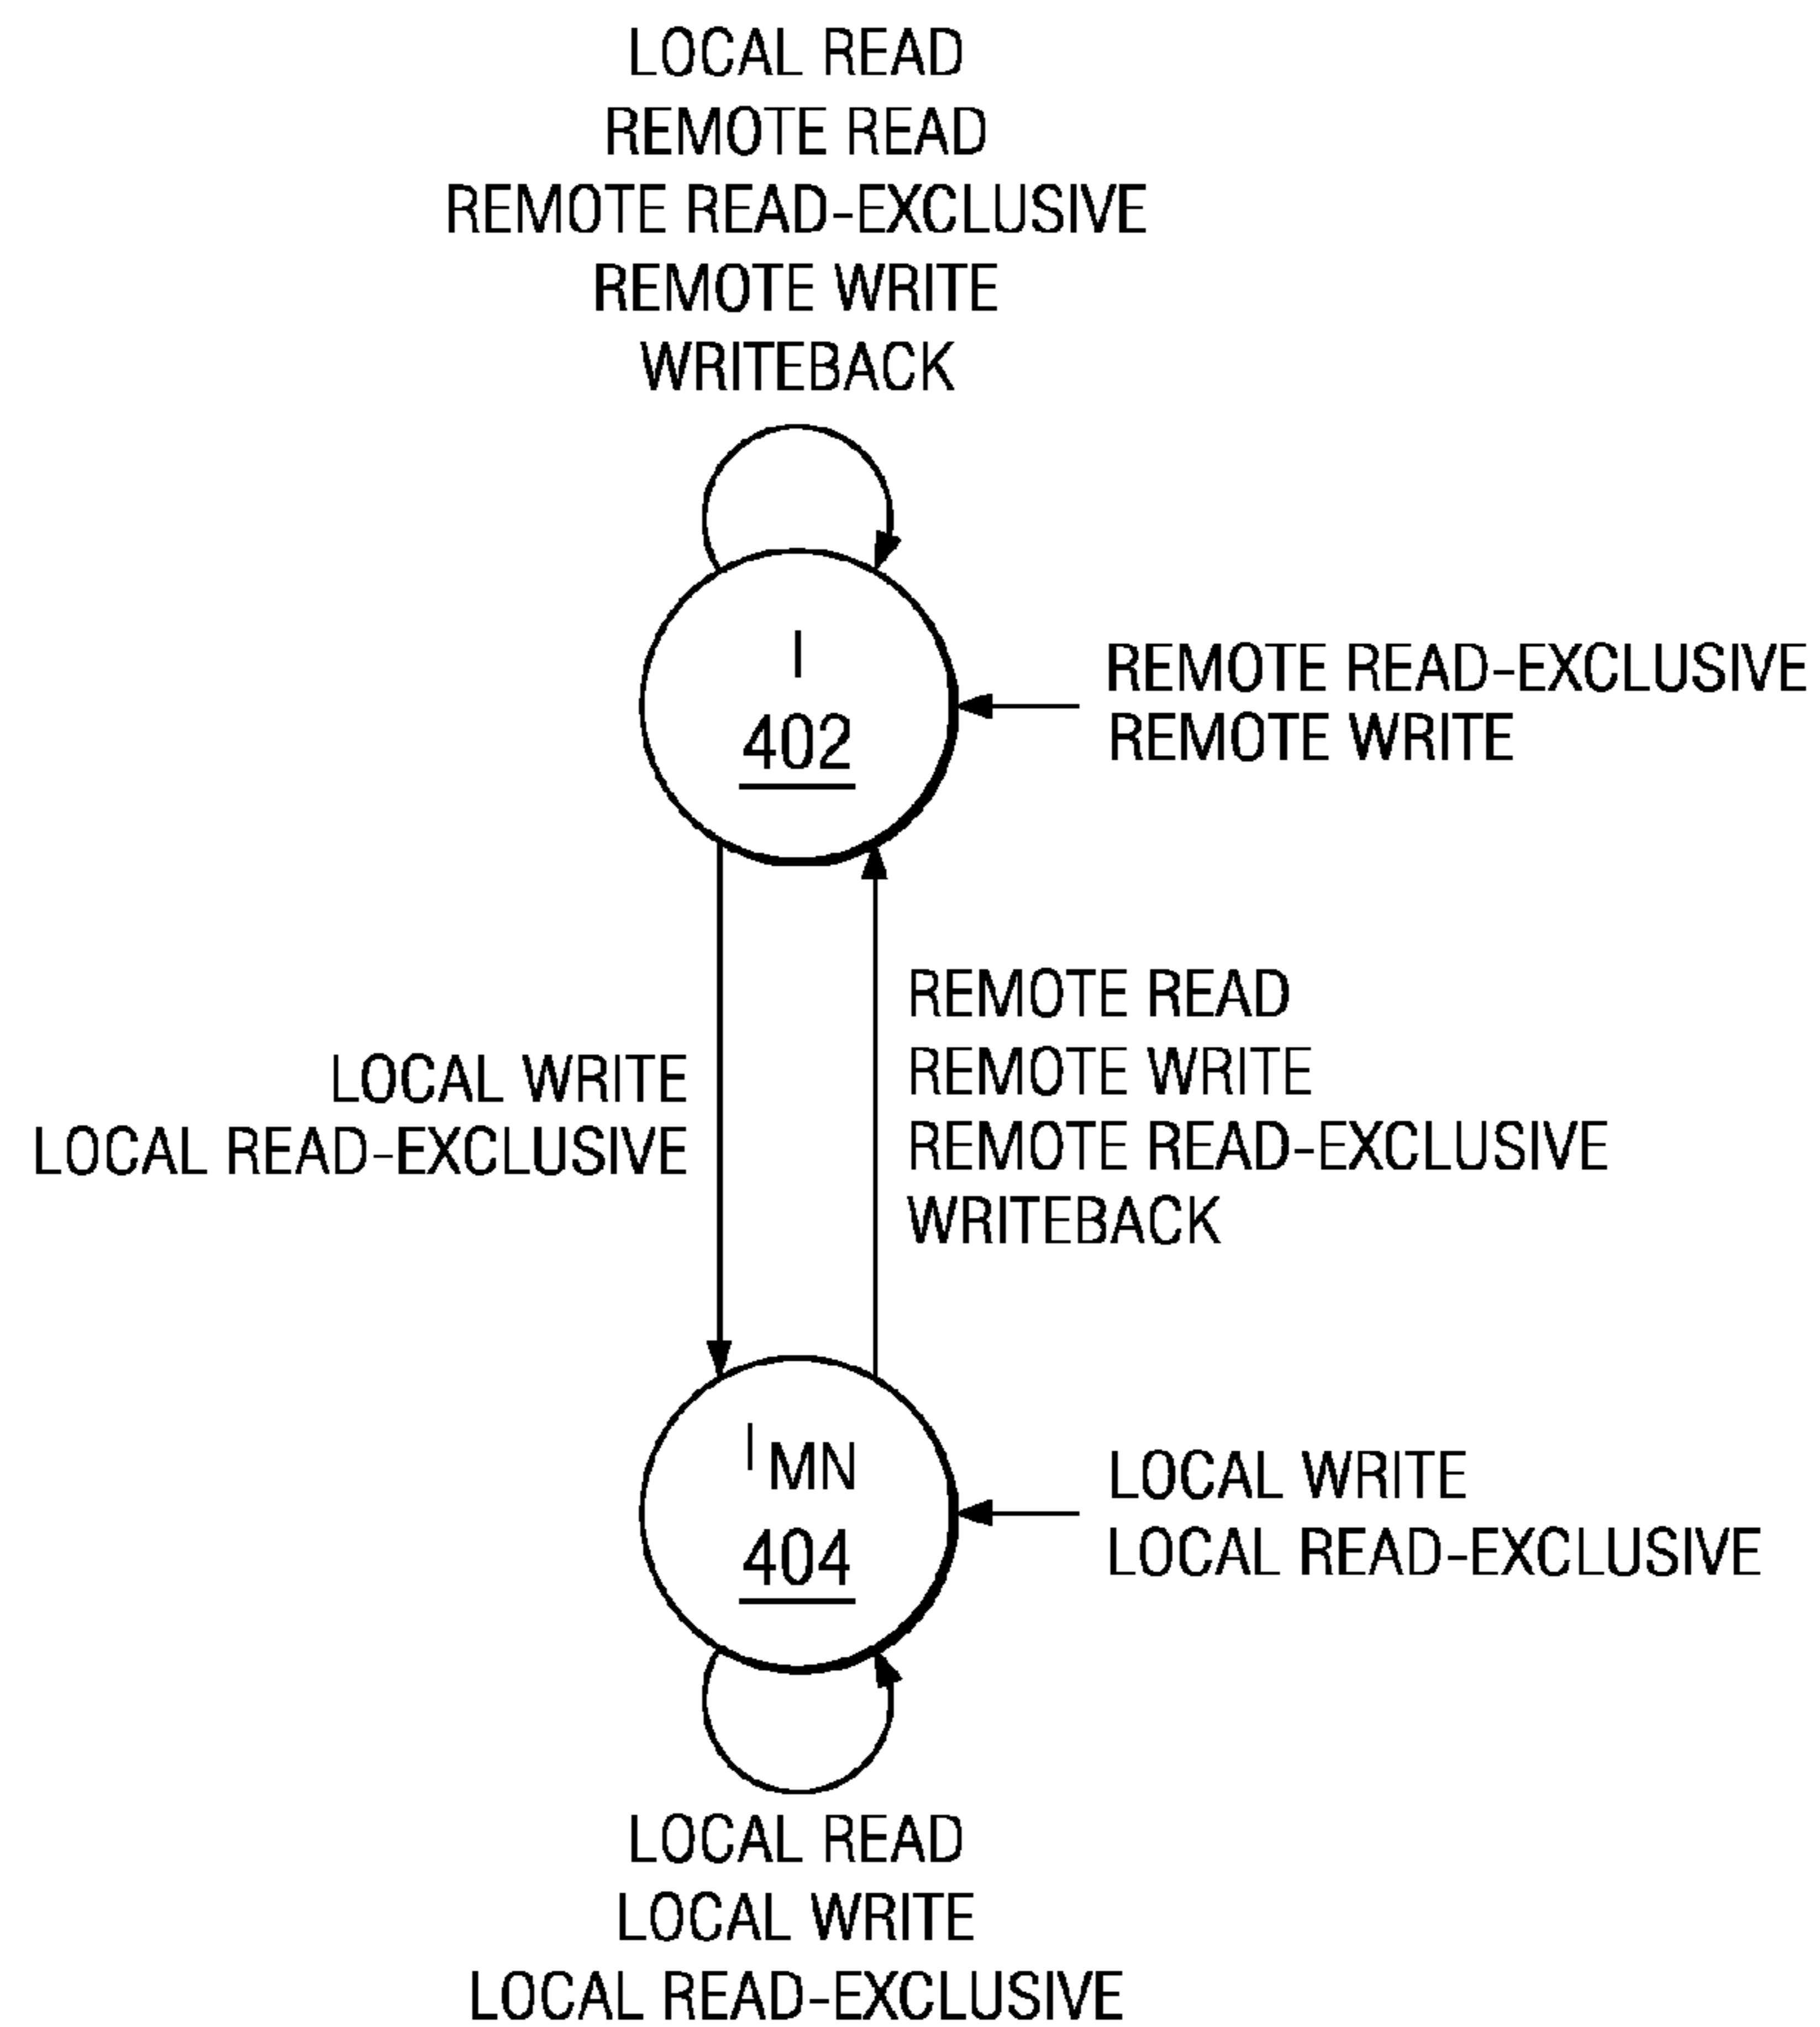 LOCAL READ
REMOTE READ
REMOTE READ-EXCLUSIVE
REMOTE WRITE
WRITEBACK
I
402
REMOTE READ-EXCLUSIVE
REMOTE WRITE
LOCAL WRITE
LOCAL READ-EXCLUSIVE
REMOTE READ
REMOTE WRITE
REMOTE READ-EXCLUSIVE
WRITEBACK
I MN
404
LOCAL WRITE
LOCAL READ-EXCLUSIVE
LOCAL READ
LOCAL WRITE
LOCAL READ-EXCLUSIVE